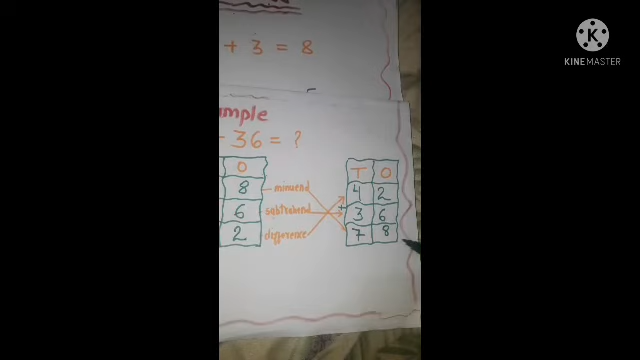 + 3 = 8
mple
- 36 = ?
O T O
8 minuend 4 2
6 subtrahend + 3 6
2 difference 7 8
K
KINEMASTER